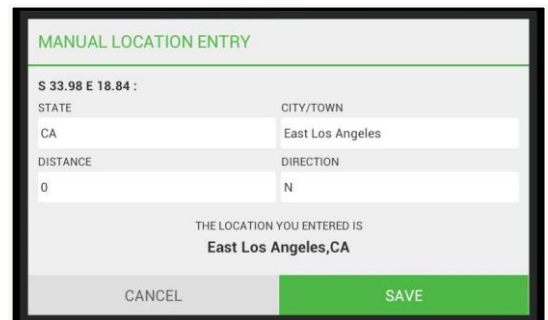 MANUAL LOCATION ENTRY
S 33.98 E 18.84 :
STATE CITY/TOWN
CA East Los Angeles
DISTANCE DIRECTION
0 N
THE LOCATION YOU ENTERED IS
East Los Angeles,CA
CANCEL SAVE